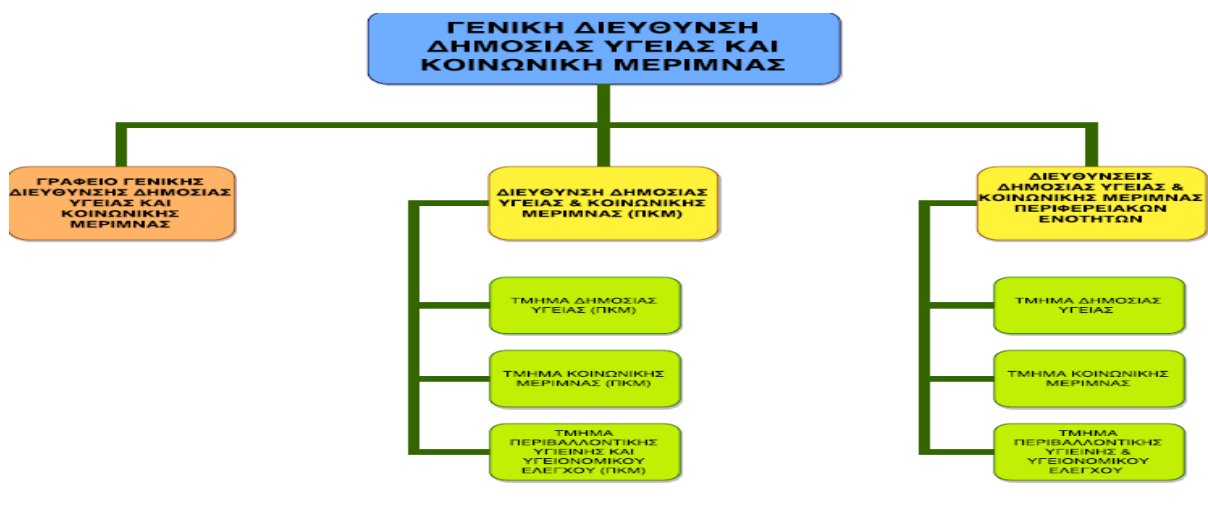 ΓΕΝΙΚΗ ΔΙΕΥΘΥΝΣΗ
ΔΗΜΟΣΙΑΣ ΥΓΕΙΑΣ ΚΑΙ
ΚΟΙΝΩΝΙΚΗ ΜΕΡΙΜΝΑΣ
ΓΡΑΦΕΙΟ ΓΕΝΙΚΗΣ
ΔΙΕΥΘΥΝΣΗΣ ΔΗΜΟΣΙΑΣ
ΥΓΕΙΑΣ ΚΑΙ
ΚΟΙΝΩΝΙΚΗΣ
ΜΕΡΙΜΝΑΣ
ΔΙΕΥΘΥΝΣΗ ΔΗΜΟΣΙΑΣ
ΥΓΕΙΑΣ & ΚΟΙΝΩΝΙΚΗΣ
ΜΕΡΙΜΝΑΣ (ΠΚΜ)
ΤΜΗΜΑ ΔΗΜΟΣΙΑΣ
ΥΓΕΙΑΣ (ΠΚΜ)
ΤΜΗΜΑ ΚΟΙΝΩΝΙΚΗΣ
ΜΕΡΙΜΝΑΣ (ΠΚΜ)
ΤΜΗΜΑ
ΠΕΡΙΒΑΛΛΟΝΤΙΚΗΣ
ΥΓΙΕΙΝΗΣ ΚΑΙ
ΥΓΕΙΟΝΟΜΙΚΟΥ
ΕΛΕΓΧΟΥ (ΠΚΜ)
ΔΙΕΥΘΥΝΣΕΙΣ
ΔΗΜΟΣΙΑΣ ΥΓΕΙΑΣ &
ΚΟΙΝΩΝΙΚΗΣ ΜΕΡΙΜΝΑΣ
ΠΕΡΙΦΕΡΕΙΑΚΩΝ
ΕΝΟΤΗΤΩΝ
ΤΜΗΜΑ ΔΗΜΟΣΙΑΣ
ΥΓΕΙΑΣ
ΤΜΗΜΑ ΚΟΙΝΩΝΙΚΗΣ
ΜΕΡΙΜΝΑΣ
ΤΜΗΜΑ
ΠΕΡΙΒΑΛΛΟΝΤΙΚΗΣ
ΥΓΙΕΙΝΗΣ &
ΥΓΕΙΟΝΟΜΙΚΟΥ
ΕΛΕΓΧΟΥ